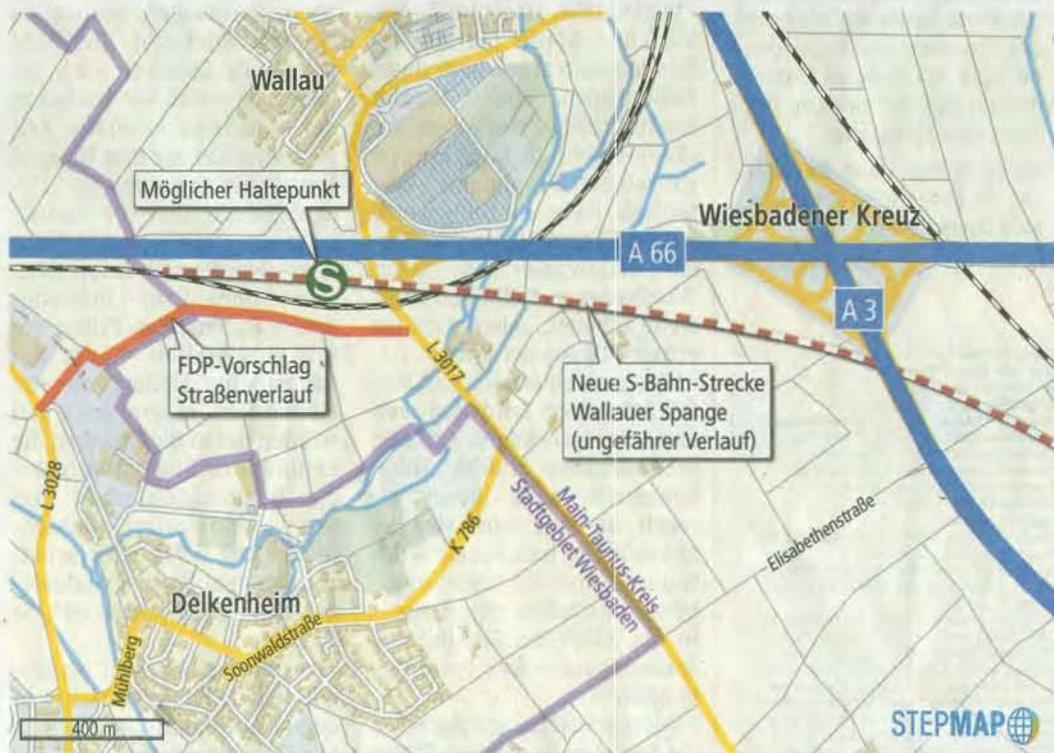 Wallau
Möglicher Haltepunkt
Wiesbadener Kreuz
A 66
S
A 3
FDP-Vorschlag
Straßenverlauf
L 3017
Neue S-Bahn-Strecke
Wallauer Spange
(ungefährer Verlauf)
L 3028
K 786
Main-Taunus-Kreis
Stadtgebiet Wiesbaden
Elisabethenstraße
Delkenheim
Soonwaldstraße
Mühlberg
400 m
STEPMAP